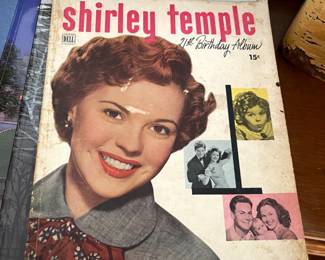 shirley temple
DELL
21st Birthday Album
15¢